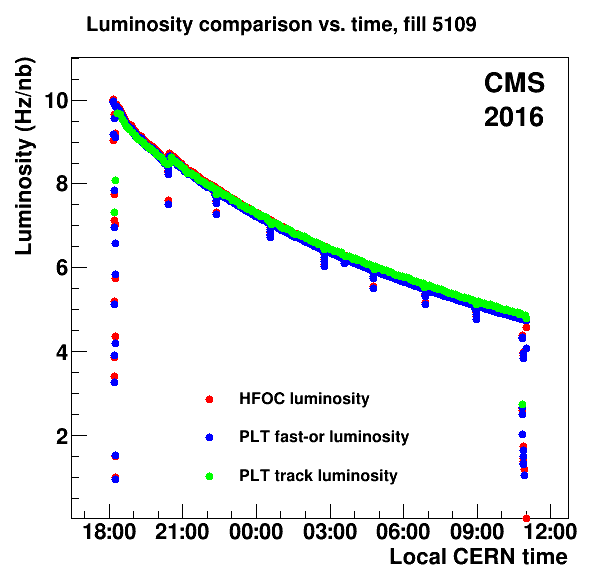 Luminosity comparison vs. time, fill 5109
Luminosity (Hz/nb)
CMS
2016
10
8
6
4
2
HFOC luminosity
PLT fast-or luminosity
PLT track luminosity
18:00 21:00 00:00 03:00 06:00 09:00 12:00
Local CERN time